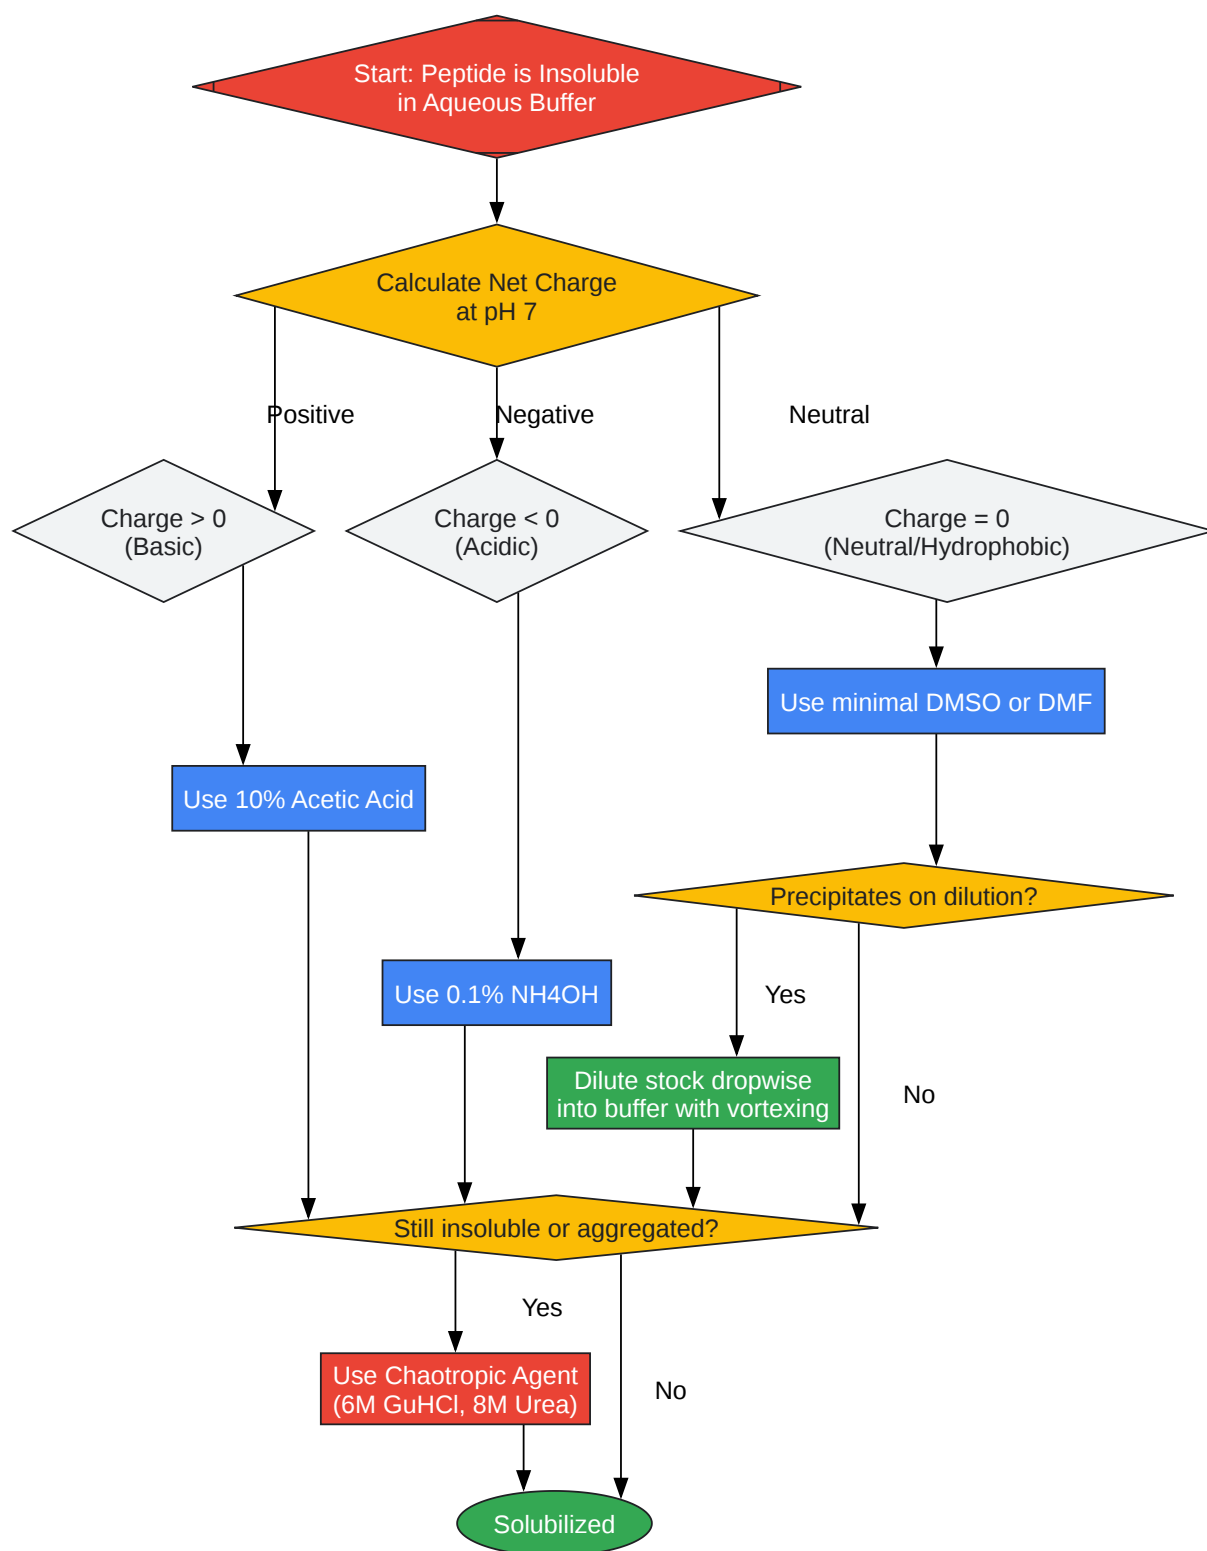 Start: Peptide is Insoluble
in Aqueous Buffer
Calculate Net Charge
at pH 7
Positive
Negative
Neutral
Charge > 0
(Basic)
Charge < 0
(Acidic)
Charge = 0
(Neutral/Hydrophobic)
Use minimal DMSO or DMF
Use 10% Acetic Acid
Precipitates on dilution?
Use 0.1% NH4OH
Yes
Dilute stock dropwise
into buffer with vortexing
No
Still insoluble or aggregated?
Yes
Use Chaotropic Agent
(6M GuHCl, 8M Urea)
No
Solubilized